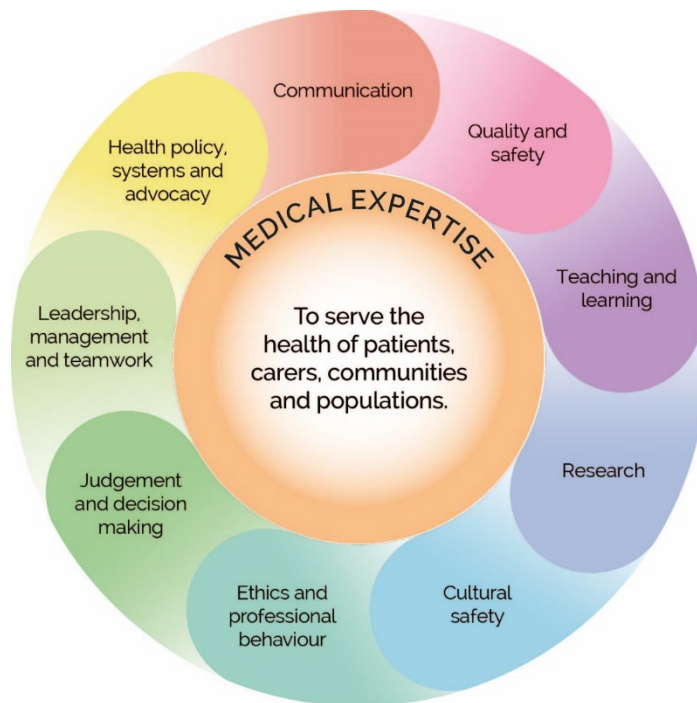 Communication
Quality and
safety
Teaching and
learning
Research
Cultural
safety
Ethics and
professional
behaviour
Judgement
and decision
making
Leadership,
management
and teamwork
Health policy,
systems and
advocacy
MEDICAL EXPERTISE
To serve the
health of patients,
carers, communities
and populations.